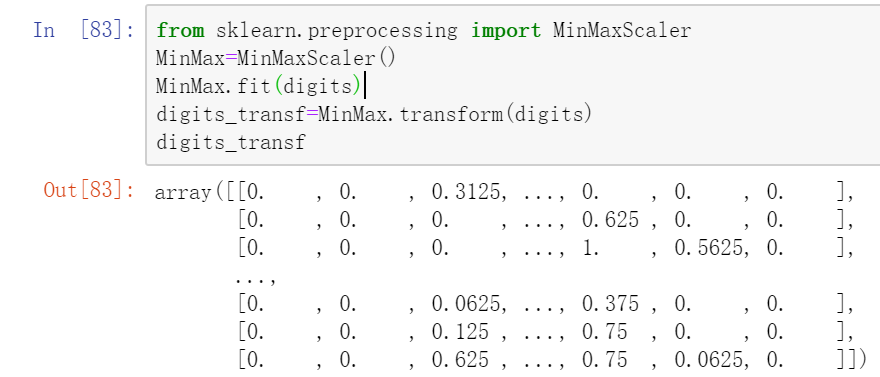 In [83]: from sklearn.preprocessing import MinMaxScaler
MinMax=MinMaxScaler()
MinMax.fit(digits)
digits_transf=MinMax.transform(digits)
digits_transf
Out[83]: array([[0.    , 0.    , 0.3125, ..., 0.    , 0.    , 0.    ],
[0.    , 0.    , 0.    , ..., 0.625 , 0.    , 0.    ],
[0.    , 0.    , 0.    , ..., 1.    , 0.5625, 0.    ],
...,
[0.    , 0.    , 0.0625, ..., 0.375 , 0.    , 0.    ],
[0.    , 0.    , 0.125 , ..., 0.75  , 0.    , 0.    ],
[0.    , 0.    , 0.625 , ..., 0.75  , 0.0625, 0.    ]])